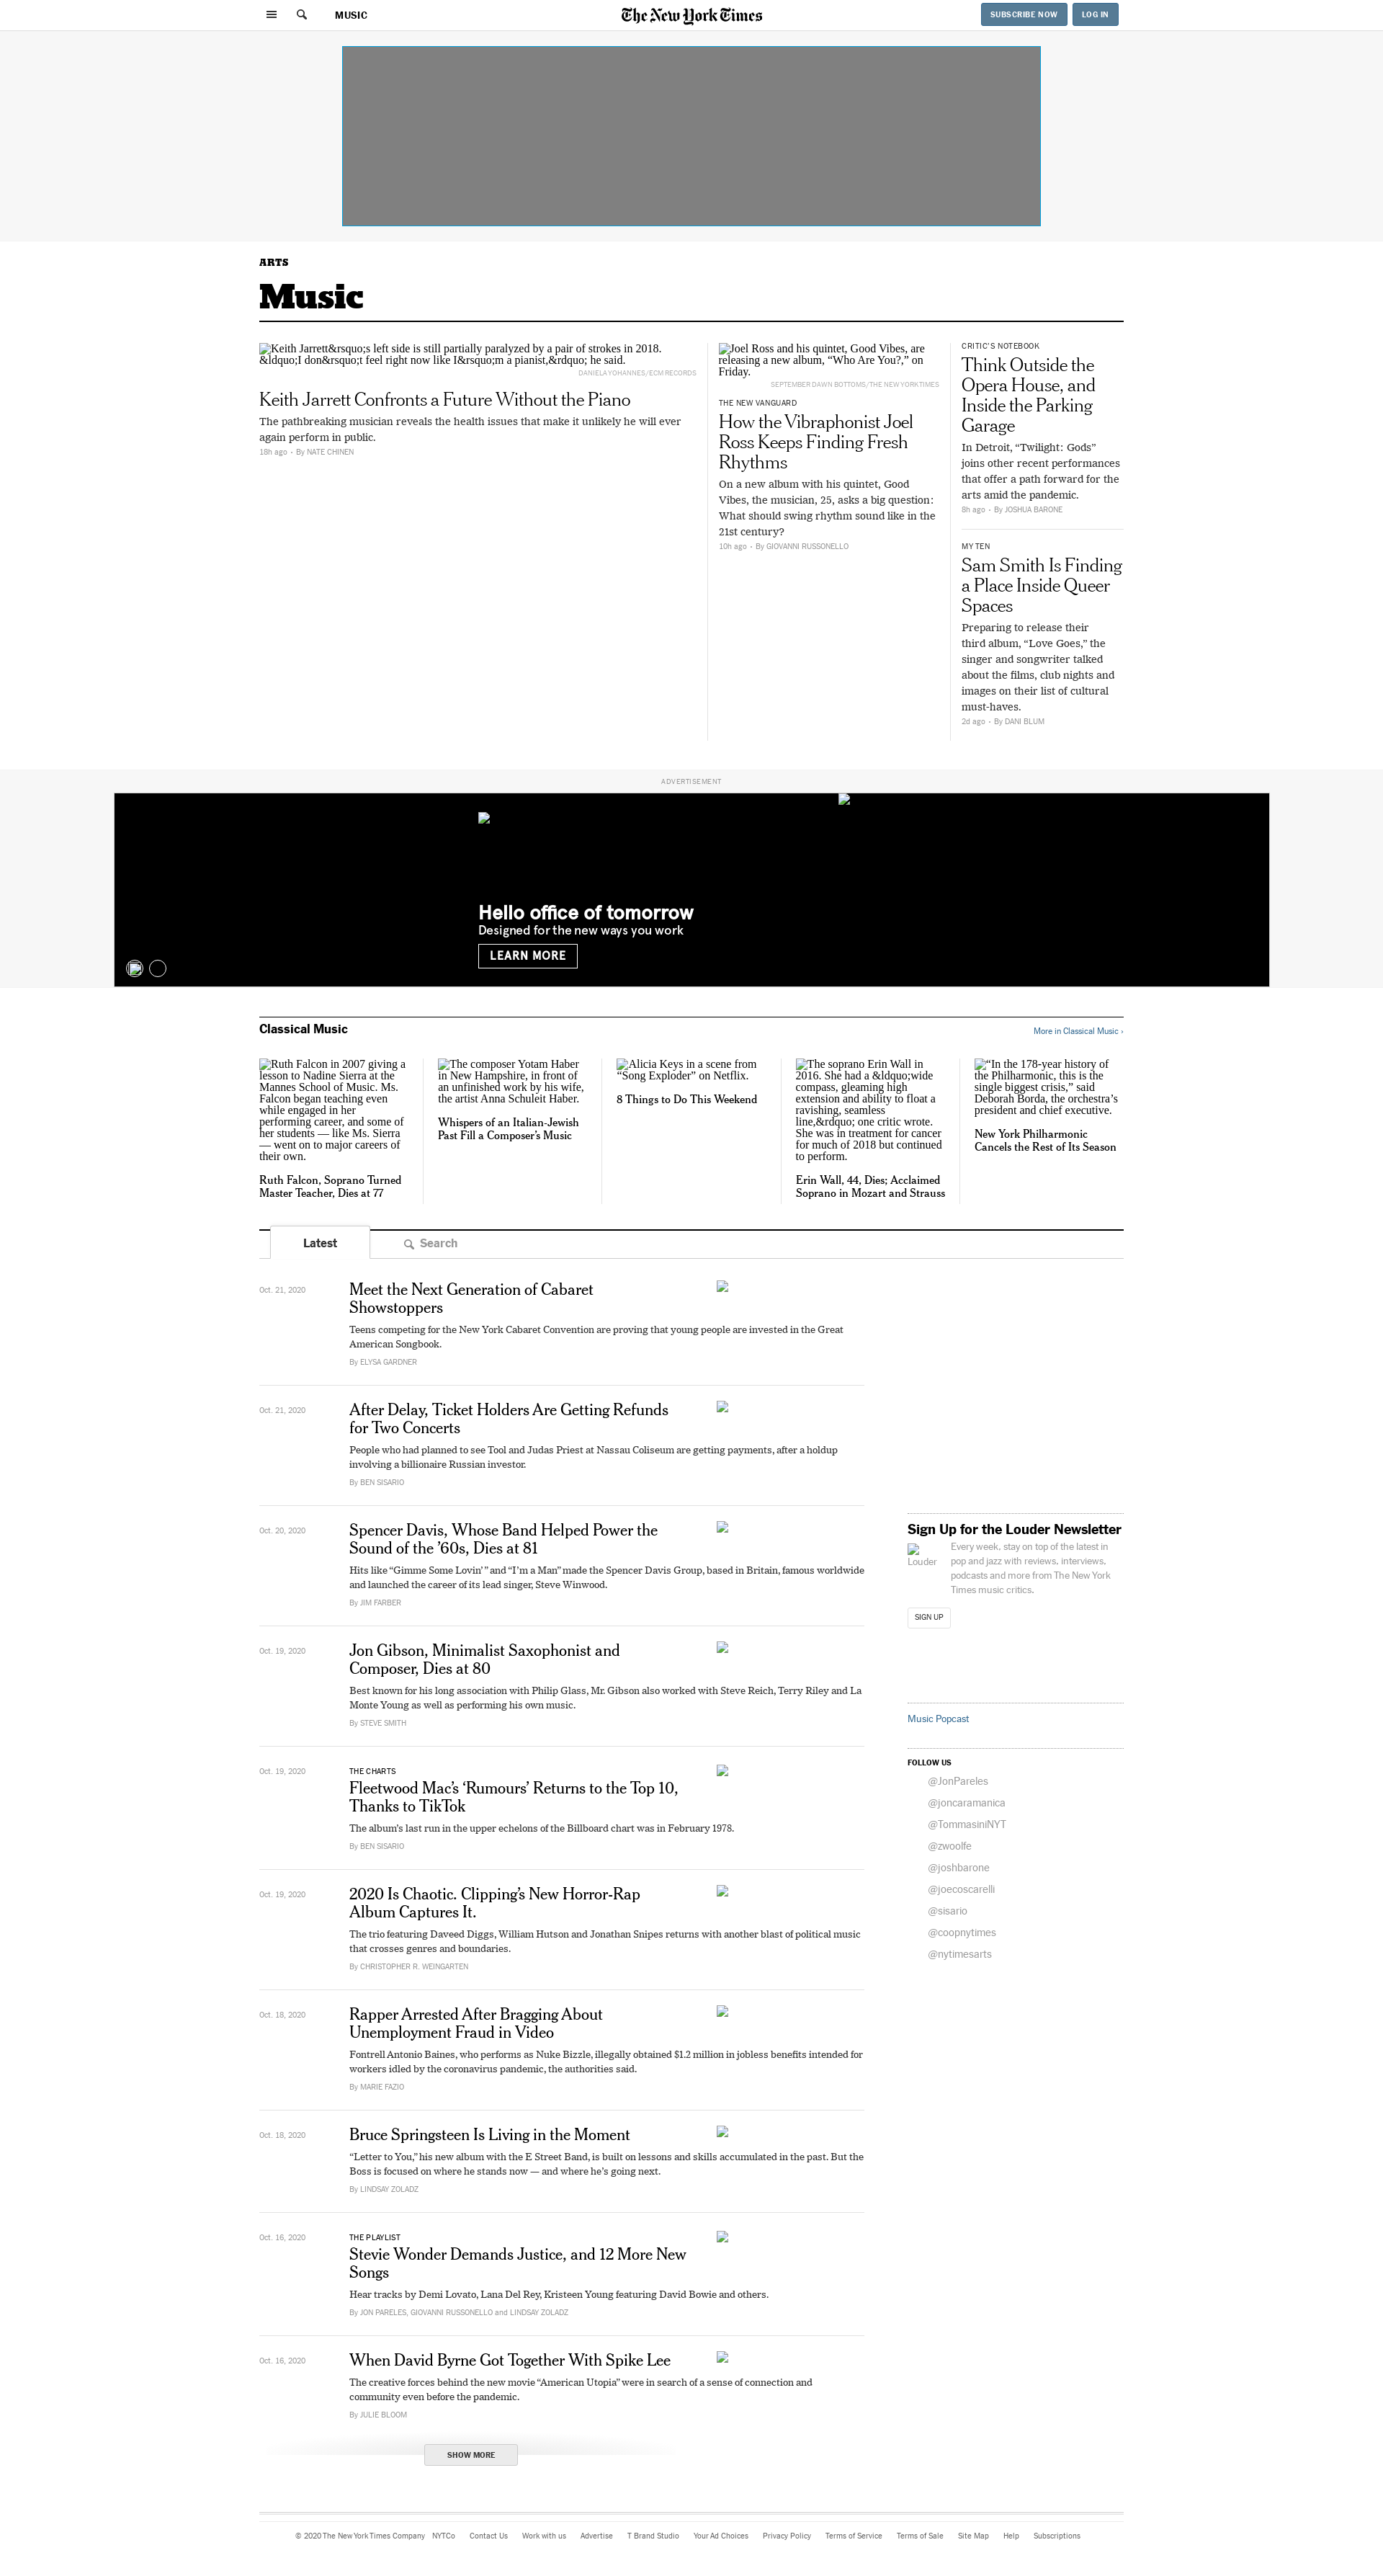 MUSIC
The New York Times
SUBSCRIBE NOW
LOG IN
ARTS
Music
Keith Jarrett&rsquo;s left side is still partially paralyzed by a pair of strokes in 2018.
&ldquo;I don&rsquo;t feel right now like I&rsquo;m a pianist,&rdquo; he said.
DANIELA YOHANNES/ECM RECORDS
Keith Jarrett Confronts a Future Without the Piano
The pathbreaking musician reveals the health issues that make it unlikely he will ever
again perform in public.
18h ago • By NATE CHINEN
Joel Ross and his quintet, Good Vibes, are
releasing a new album, “Who Are You?,” on
Friday.
SEPTEMBER DAWN BOTTOMS/THE NEW YORK TIMES
THE NEW VANGUARD
How the Vibraphonist Joel
Ross Keeps Finding Fresh
Rhythms
On a new album with his quintet, Good
Vibes, the musician, 25, asks a big question:
What should swing rhythm sound like in the
21st century?
10h ago • By GIOVANNI RUSSONELLO
CRITIC'S NOTEBOOK
Think Outside the
Opera House, and
Inside the Parking
Garage
In Detroit, “Twilight: Gods”
joins other recent performances
that offer a path forward for the
arts amid the pandemic.
8h ago • By JOSHUA BARONE
MY TEN
Sam Smith Is Finding
a Place Inside Queer
Spaces
Preparing to release their
third album, “Love Goes,” the
singer and songwriter talked
about the films, club nights and
images on their list of cultural
must-haves.
2d ago • By DANI BLUM
ADVERTISEMENT
Hello office of tomorrow
Designed for the new ways you work
LEARN MORE
Classical Music
More in Classical Music ›
Ruth Falcon in 2007 giving a
lesson to Nadine Sierra at the
Mannes School of Music. Ms.
Falcon began teaching even
while engaged in her
performing career, and some of
her students — like Ms. Sierra
— went on to major careers of
their own.
Ruth Falcon, Soprano Turned
Master Teacher, Dies at 77
The composer Yotam Haber
in New Hampshire, in front of
an unfinished work by his wife,
the artist Anna Schuleit Haber.
Whispers of an Italian-Jewish
Past Fill a Composer’s Music
Alicia Keys in a scene from
“Song Exploder” on Netflix.
8 Things to Do This Weekend
The soprano Erin Wall in
2016. She had a &ldquo;wide
compass, gleaming high
extension and ability to float a
ravishing, seamless
line,&rdquo; one critic wrote.
She was in treatment for cancer
for much of 2018 but continued
to perform.
Erin Wall, 44, Dies; Acclaimed
Soprano in Mozart and Strauss
“In the 178-year history of
the Philharmonic, this is the
single biggest crisis,” said
Deborah Borda, the orchestra’s
president and chief executive.
New York Philharmonic
Cancels the Rest of Its Season
Latest
Search
Oct. 21, 2020
Meet the Next Generation of Cabaret
Showstoppers
Teens competing for the New York Cabaret Convention are proving that young people are invested in the Great
American Songbook.
By ELYSA GARDNER
Oct. 21, 2020
After Delay, Ticket Holders Are Getting Refunds
for Two Concerts
People who had planned to see Tool and Judas Priest at Nassau Coliseum are getting payments, after a holdup
involving a billionaire Russian investor.
By BEN SISARIO
Oct. 20, 2020
Spencer Davis, Whose Band Helped Power the
Sound of the ’60s, Dies at 81
Hits like “Gimme Some Lovin’ ” and “I’m a Man” made the Spencer Davis Group, based in Britain, famous worldwide
and launched the career of its lead singer, Steve Winwood.
By JIM FARBER
Oct. 19, 2020
Jon Gibson, Minimalist Saxophonist and
Composer, Dies at 80
Best known for his long association with Philip Glass, Mr. Gibson also worked with Steve Reich, Terry Riley and La
Monte Young as well as performing his own music.
By STEVE SMITH
Oct. 19, 2020
THE CHARTS
Fleetwood Mac’s ‘Rumours’ Returns to the Top 10,
Thanks to TikTok
The album’s last run in the upper echelons of the Billboard chart was in February 1978.
By BEN SISARIO
Oct. 19, 2020
2020 Is Chaotic. Clipping’s New Horror-Rap
Album Captures It.
The trio featuring Daveed Diggs, William Hutson and Jonathan Snipes returns with another blast of political music
that crosses genres and boundaries.
By CHRISTOPHER R. WEINGARTEN
Oct. 18, 2020
Rapper Arrested After Bragging About
Unemployment Fraud in Video
Fontrell Antonio Baines, who performs as Nuke Bizzle, illegally obtained $1.2 million in jobless benefits intended for
workers idled by the coronavirus pandemic, the authorities said.
By MARIE FAZIO
Oct. 18, 2020
Bruce Springsteen Is Living in the Moment
“Letter to You,” his new album with the E Street Band, is built on lessons and skills accumulated in the past. But the
Boss is focused on where he stands now — and where he’s going next.
By LINDSAY ZOLADZ
Oct. 16, 2020
THE PLAYLIST
Stevie Wonder Demands Justice, and 12 More New
Songs
Hear tracks by Demi Lovato, Lana Del Rey, Kristeen Young featuring David Bowie and others.
By JON PARELES, GIOVANNI RUSSONELLO and LINDSAY ZOLADZ
Oct. 16, 2020
When David Byrne Got Together With Spike Lee
The creative forces behind the new movie “American Utopia” were in search of a sense of connection and
community even before the pandemic.
By JULIE BLOOM
SHOW MORE
Sign Up for the Louder Newsletter
Louder
Every week, stay on top of the latest in
pop and jazz with reviews, interviews,
podcasts and more from The New York
Times music critics.
SIGN UP
Music Popcast
FOLLOW US
@JonPareles
@joncaramanica
@TommasiniNYT
@zwoolfe
@joshbarone
@joecoscarelli
@sisario
@coopnytimes
@nytimesarts
© 2020 The New York Times Company NYTCo Contact Us Work with us Advertise T Brand Studio Your Ad Choices Privacy Policy Terms of Service Terms of Sale Site Map Help Subscriptions